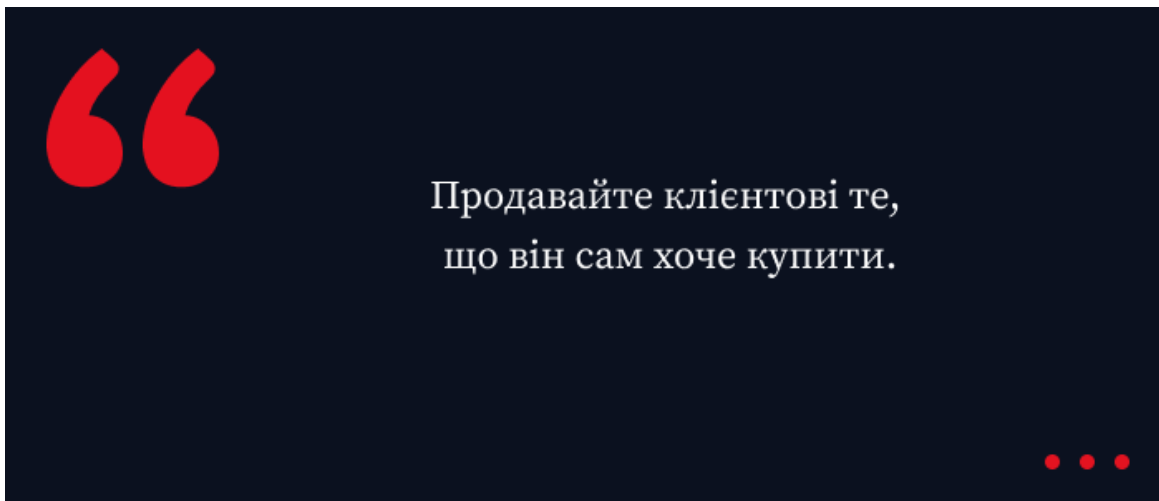 Продавайте клієнтові те,
що він сам хоче купити.